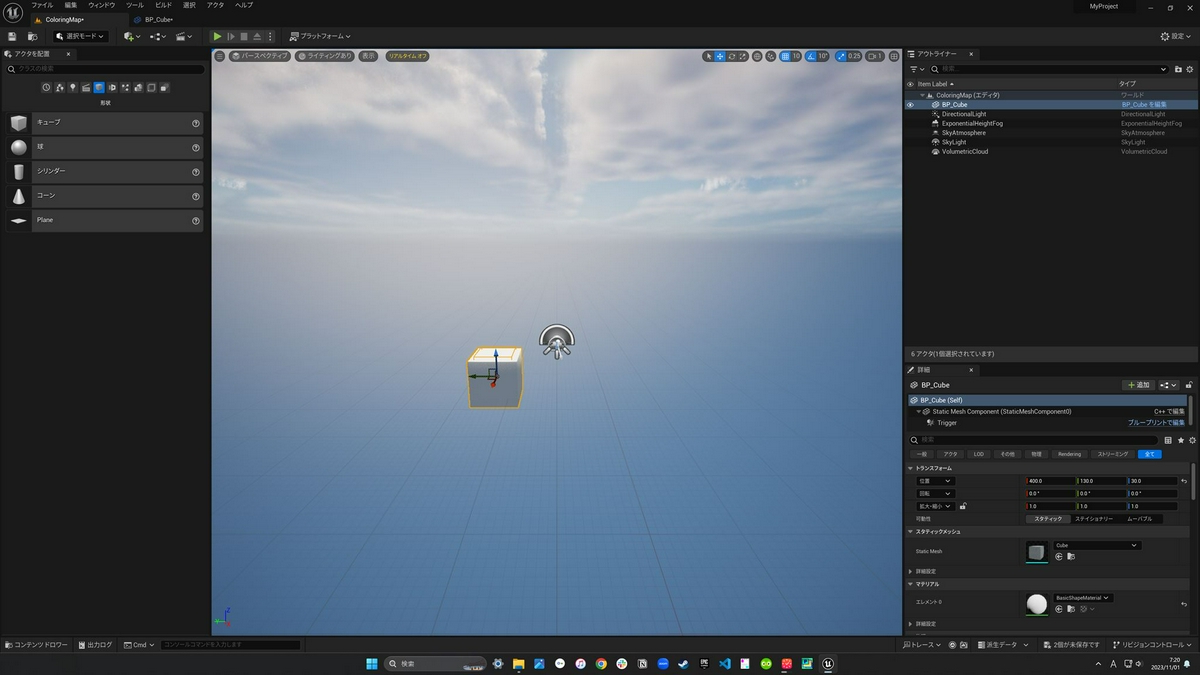 ファイル 編集 ウィンドウ ツール ビルド 選択 アクタ ヘルプ
MyProject
ColoringMap*
BP_Cube*
選択モード
プラットフォーム
設定
アクタを配置
クラスの検索
形状
キューブ
球
シリンダー
コーン
Plane
パースペクティブ
ライティングあり
表示
リアルタイム オフ
10
10°
0.25
1
アウトライナー
検索
Item Label
タイプ
ColoringMap (エディタ) ワールド
BP_Cube BP_Cube を編集
DirectionalLight DirectionalLight
ExponentialHeightFog ExponentialHeightFog
SkyAtmosphere SkyAtmosphere
SkyLight SkyLight
VolumetricCloud VolumetricCloud
6 アクタ(1個選択されています)
詳細
BP_Cube
追加
BP_Cube (Self)
Static Mesh Component (StaticMeshComponent0) C++ で編集
Trigger ブループリントで編集
検索
一般 アクタ LOD その他 物理 Rendering ストリーミング 全て
トランスフォーム
位置 400.0 130.0 30.0
回転 0.0° 0.0° 0.0°
拡大・縮小 1.0 1.0 1.0
可動性 スタティック ステイショナリー ムーバブル
スタティックメッシュ
Static Mesh
Cube
詳細設定
マテリアル
エレメント 0
BasicShapeMaterial
詳細設定
コンテンツドロワー 出力ログ Cmd コンソールコマンドを入力します
トレース 派生データ 2個が未保存です リビジョンコントロール
検索
A
7:20
2023/11/01